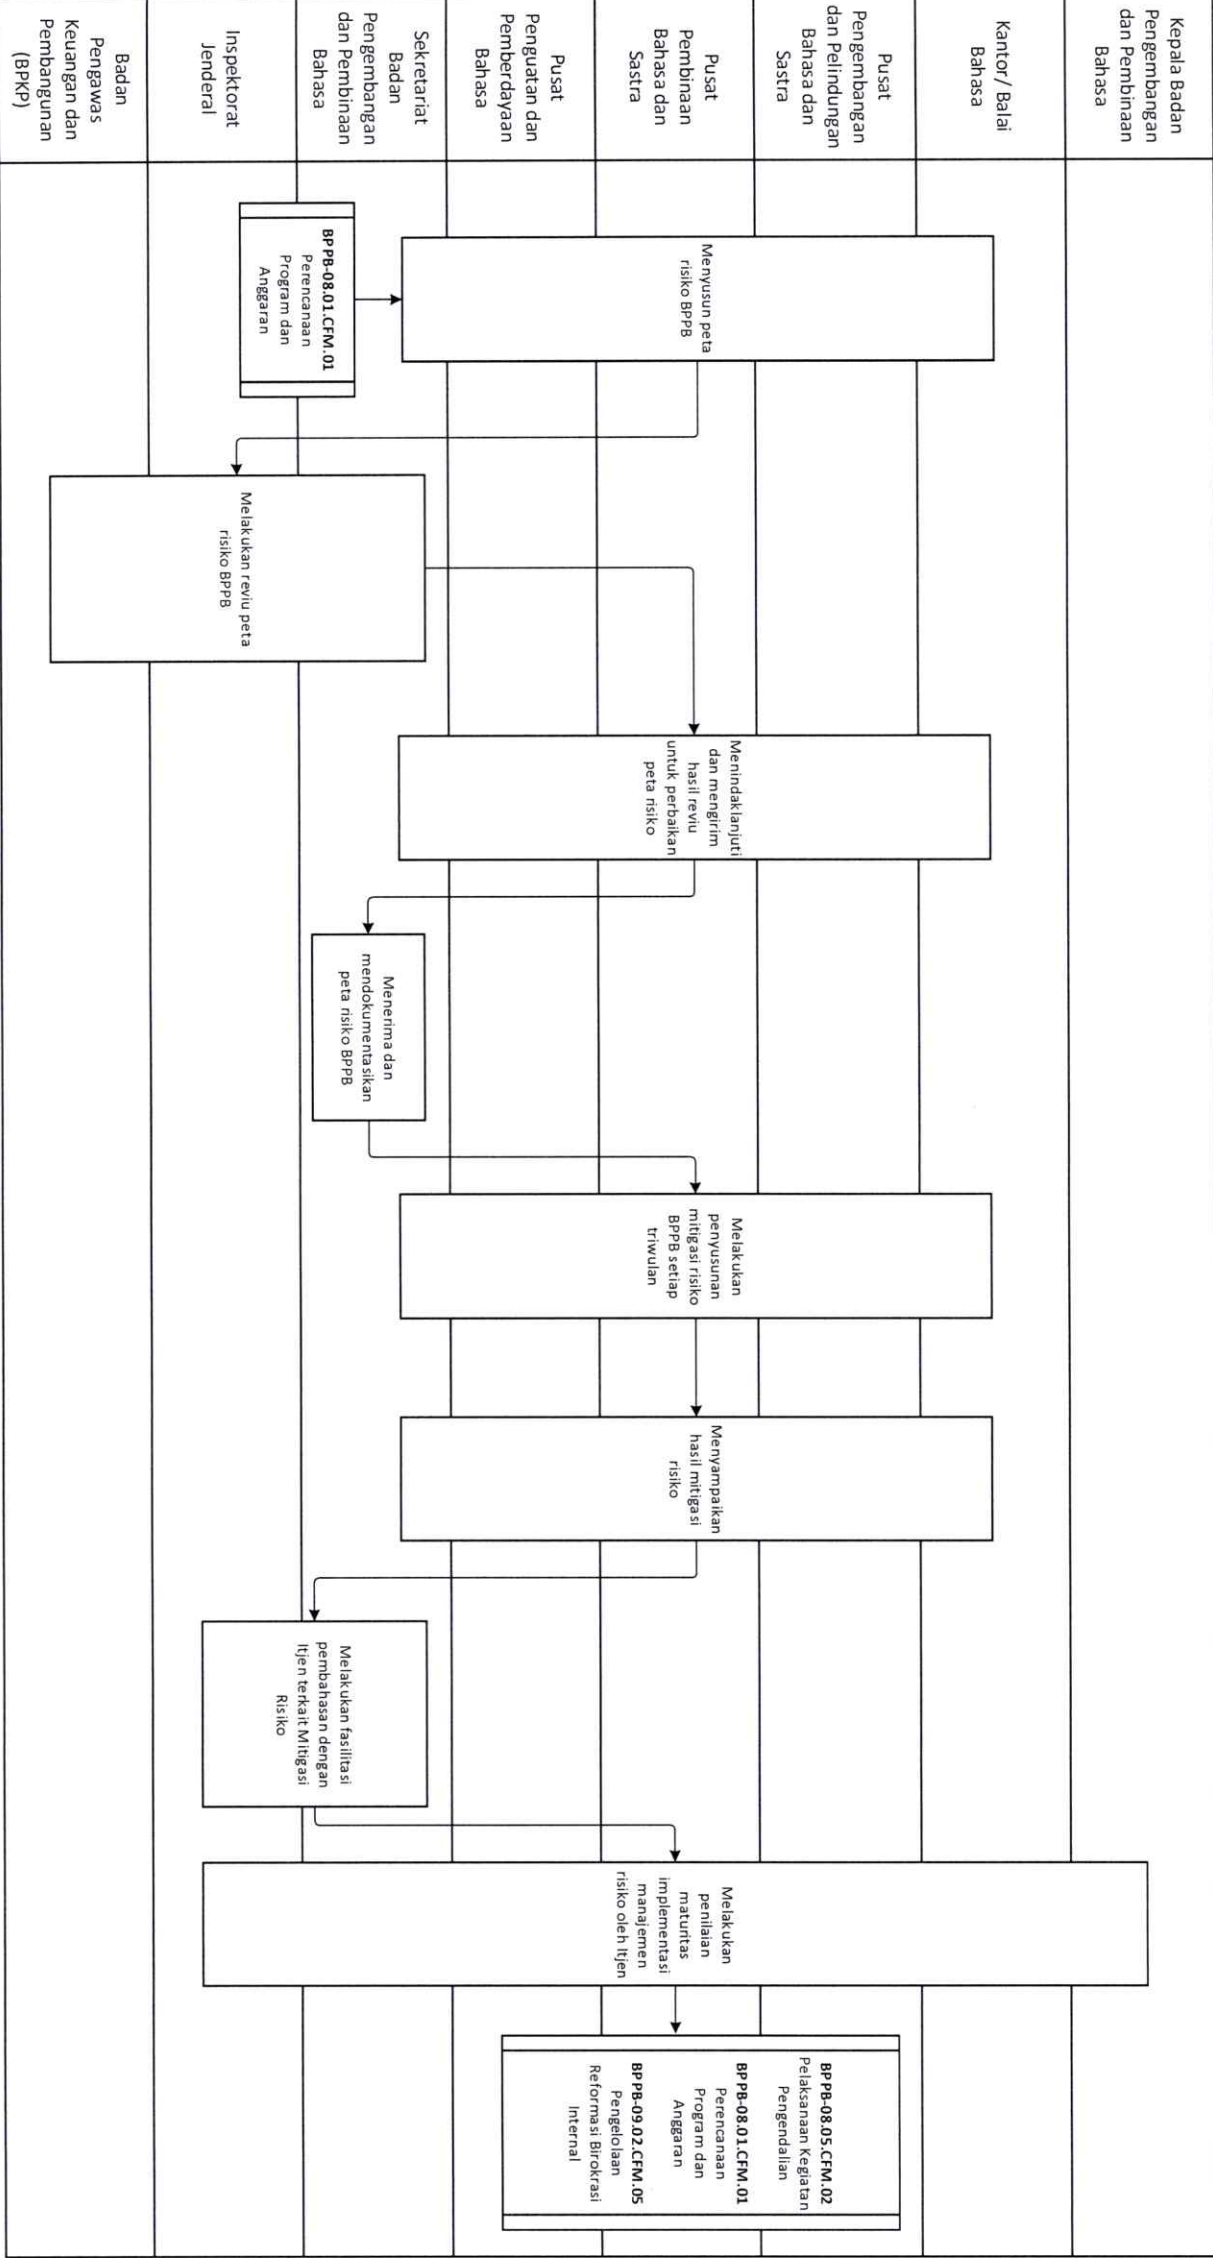 Kepala Badan
Pengembangan
dan Pembinaan
Bahasa
Kantor/ Balai
Bahasa
Pusat
Pengembangan
dan Pelindungan
Bahasa dan
Sastra
Pusat
Pembinaan
Bahasa dan
Sastra
Pusat
Penguatan dan
Pemberdayaan
Bahasa
Sekretariat
Badan
Pengembangan
dan Pembinaan
Bahasa
Inspektorat
Jenderal
Badan
Pengawas
Keuangan dan
Pembangunan
(BPKP)
BPPB-08.01.CFM.01
Perencanaan
Program dan
Anggaran
Menyusun peta
risiko BPPB
Melakukan reviu peta
risiko BPPB
Menindaklanjuti
dan mengirim
hasil reviu
untuk perbaikan
peta risiko
Menerima dan
mendokumentasikan
peta risiko BPPB
Melakukan
penyusunan
mitigasi risiko
BPPB setiap
triwulan
Menyampaikan
hasil mitigasi
risiko
Melakukan fasilitasi
pembahasan dengan
Itjen terkait Mitigasi
Risiko
Melakukan
penilaian
maturitas
implementasi
manajemen
risiko oleh Itjen
BPPB-08.05.CFM.02
Pelaksanaan Kegiatan
Pengendalian
BPPB-08.01.CFM.01
Perencanaan
Program dan
Anggaran
BPPB-09.02.CFM.05
Pengelolaan
Reformasi Birokrasi
Internal